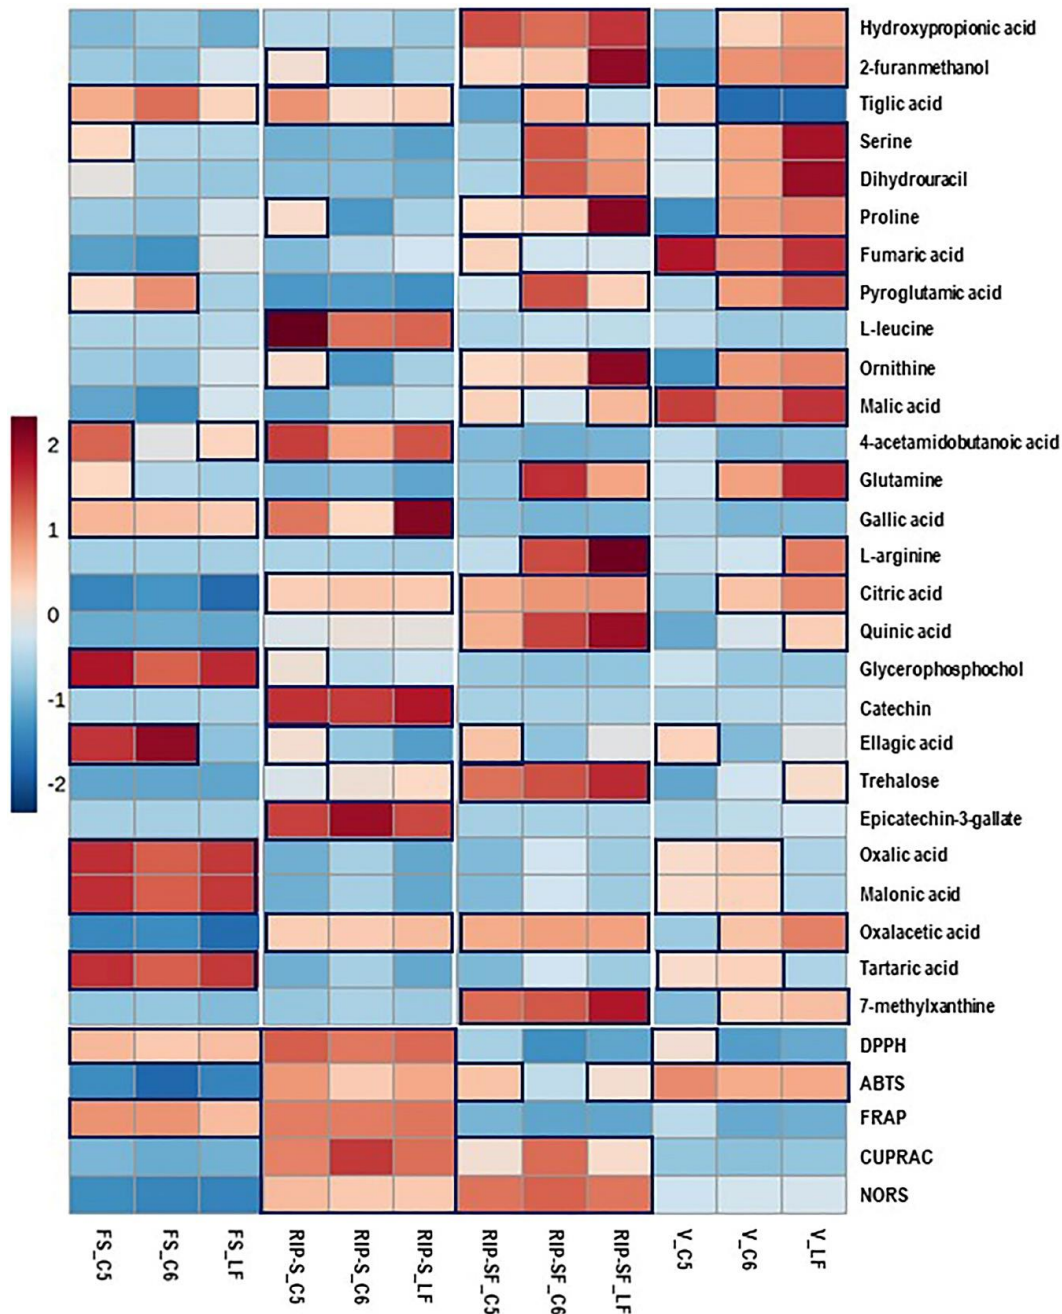 Hydroxypropionic acid
2-furanmethanol
Tiglic acid
Serine
Dihydrouracil
Proline
Fumaric acid
Pyroglutamic acid
L-leucine
Ornithine
Malic acid
4-acetamidobutanoic acid
Glutamine
Gallic acid
L-arginine
Citric acid
Quinic acid
Glycerophosphochol
Catechin
Ellagic acid
Trehalose
Epicatechin-3-gallate
Oxalic acid
Malonic acid
Oxalacetic acid
Tartaric acid
7-methylxanthine
DPPH
ABTS
FRAP
CUPRAC
NORS
2
1
0
-1
-2
FS_C5
FS_C6
FS_LF
RIP-S_C5
RIP-S_C6
RIP-S_LF
RIP-SF_C5
RIP-SF_C6
RIP-SF_LF
V_C5
V_C6
V_LF